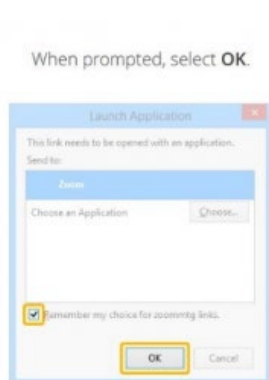 When prompted, select OK.
Launch Application
This link needs to be opened with an application.
Send to:
Zoom
Choose an Application
Choose...
Remember my choice for zoommtg links.
OK
Cancel